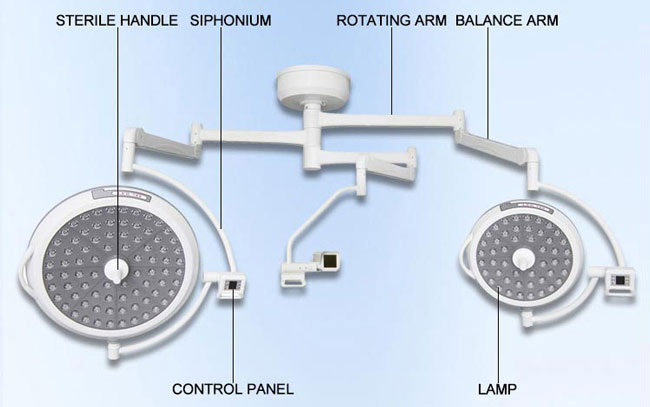 STERILE HANDLE SIPHONIUM ROTATING ARM BALANCE ARM
CONTROL PANEL LAMP